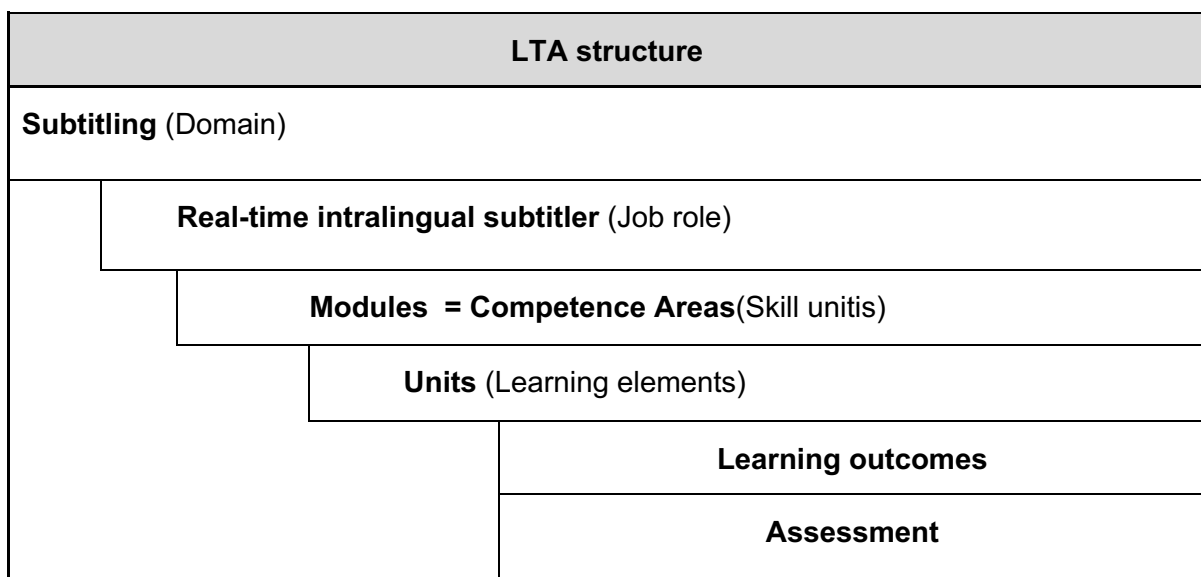 LTA structure
Subtitling (Domain)
Real-time intralingual subtitler (Job role)
Modules  = Competence Areas(Skill unitis)
Units (Learning elements)
Learning outcomes
Assessment